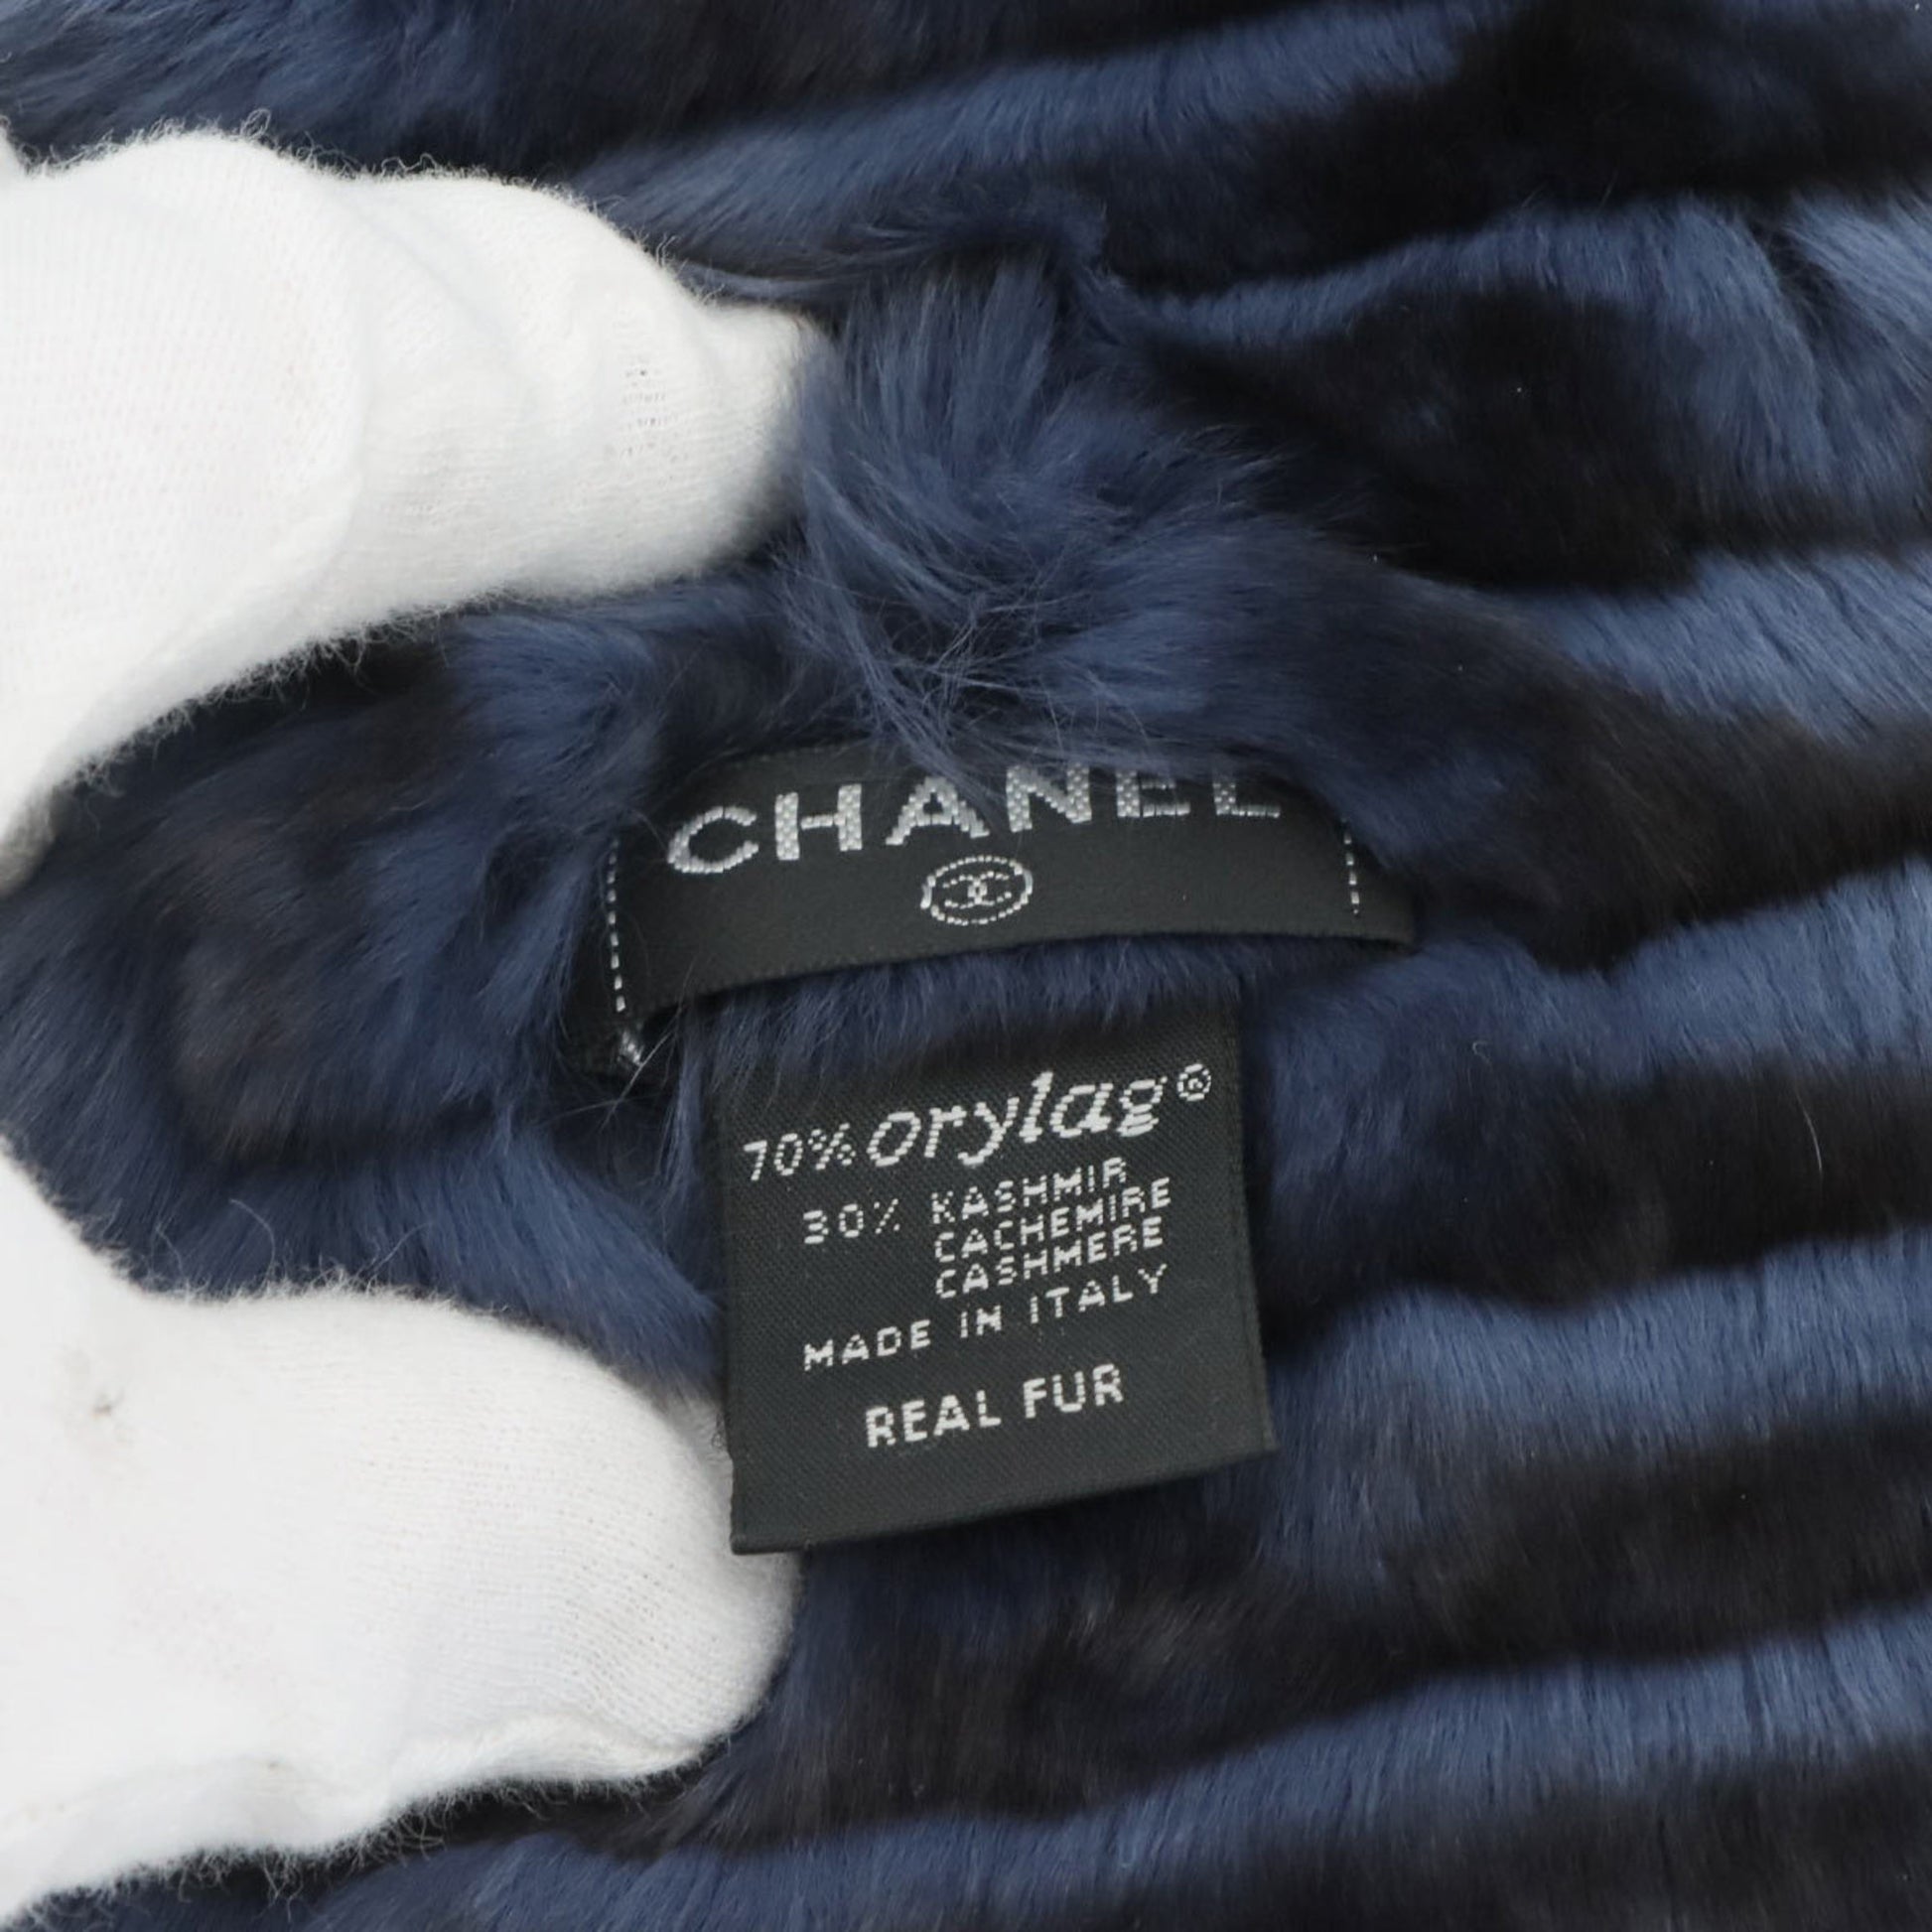 CHANEL
70% orylag®
30% KASHMIR
CACHEMIRE
CASHMERE
MADE IN ITALY
REAL FUR